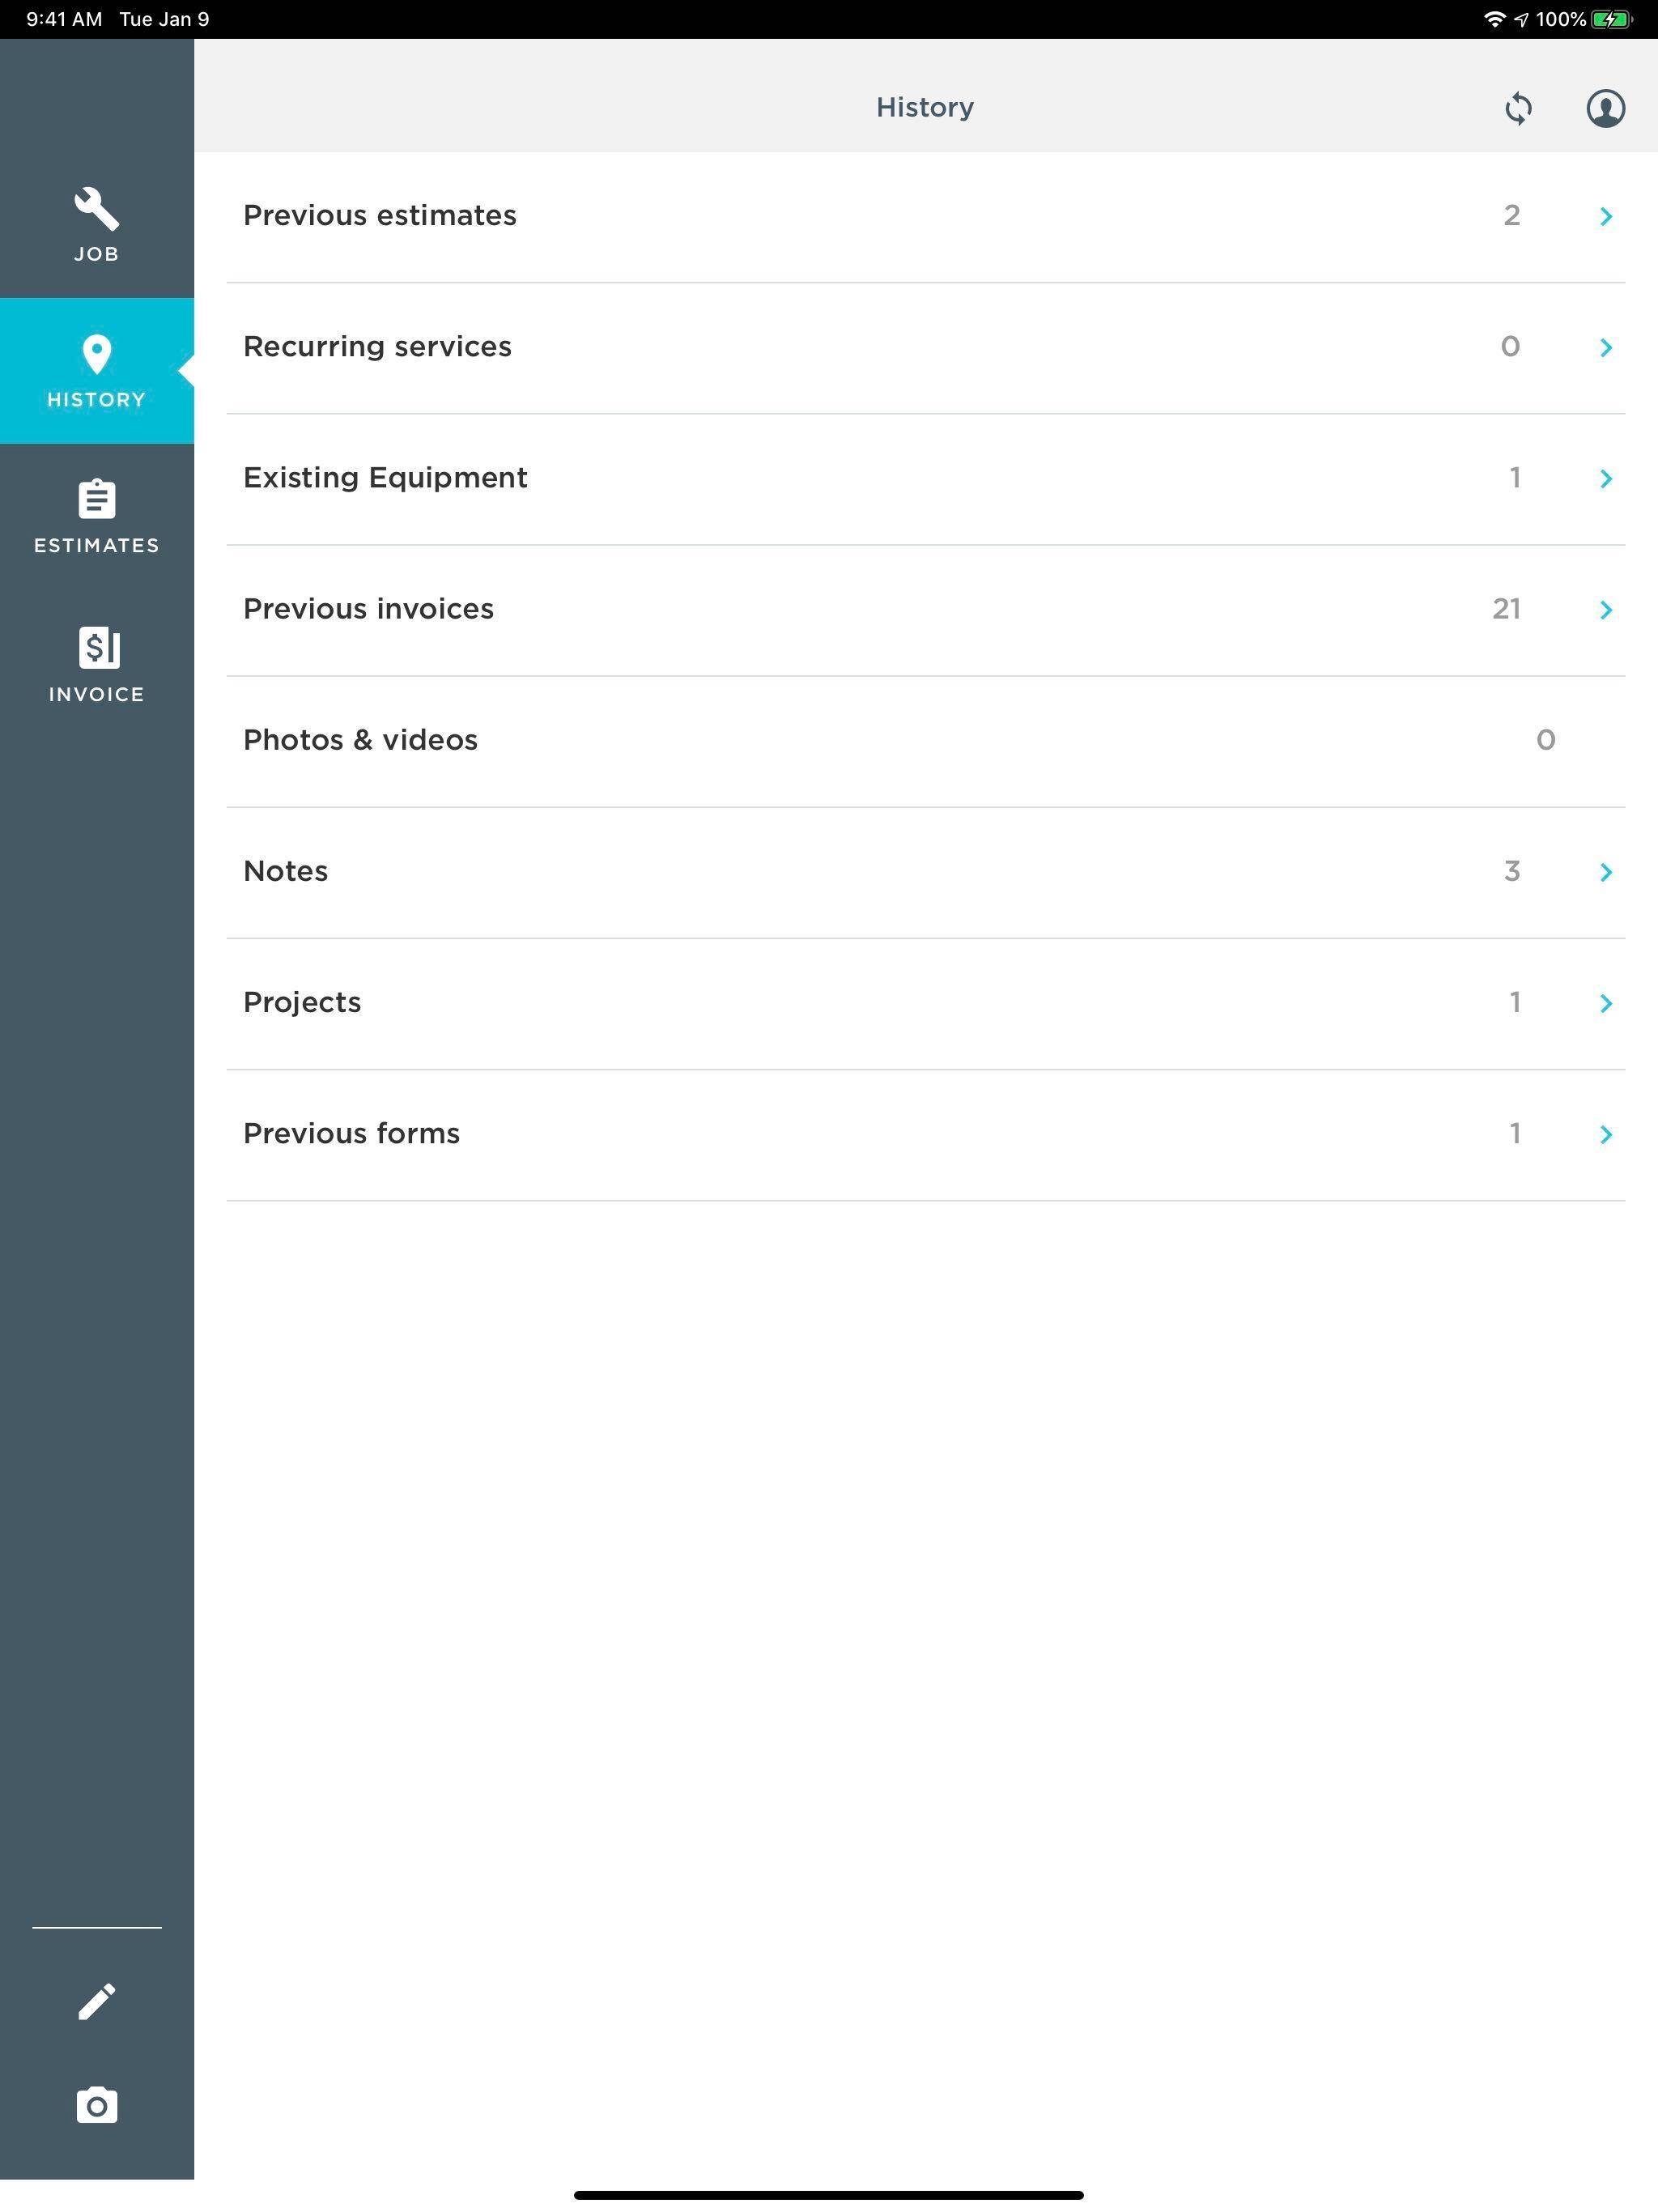 9:41 AM Tue Jan 9
100%
History
JOB
HISTORY
ESTIMATES
INVOICE
Previous estimates 2
Recurring services 0
Existing Equipment 1
Previous invoices 21
Photos & videos 0
Notes 3
Projects 1
Previous forms 1